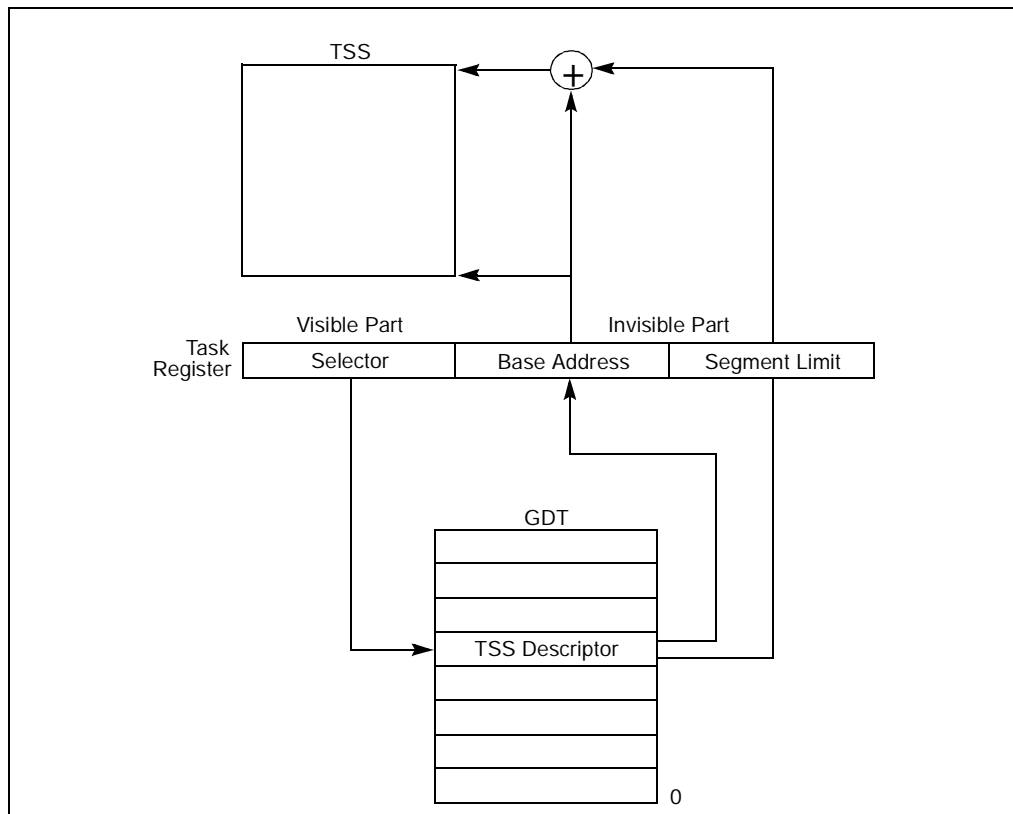 TSS
+
Visible Part
Invisible Part
Task
Register
Selector
Base Address
Segment Limit
GDT
TSS Descriptor
0